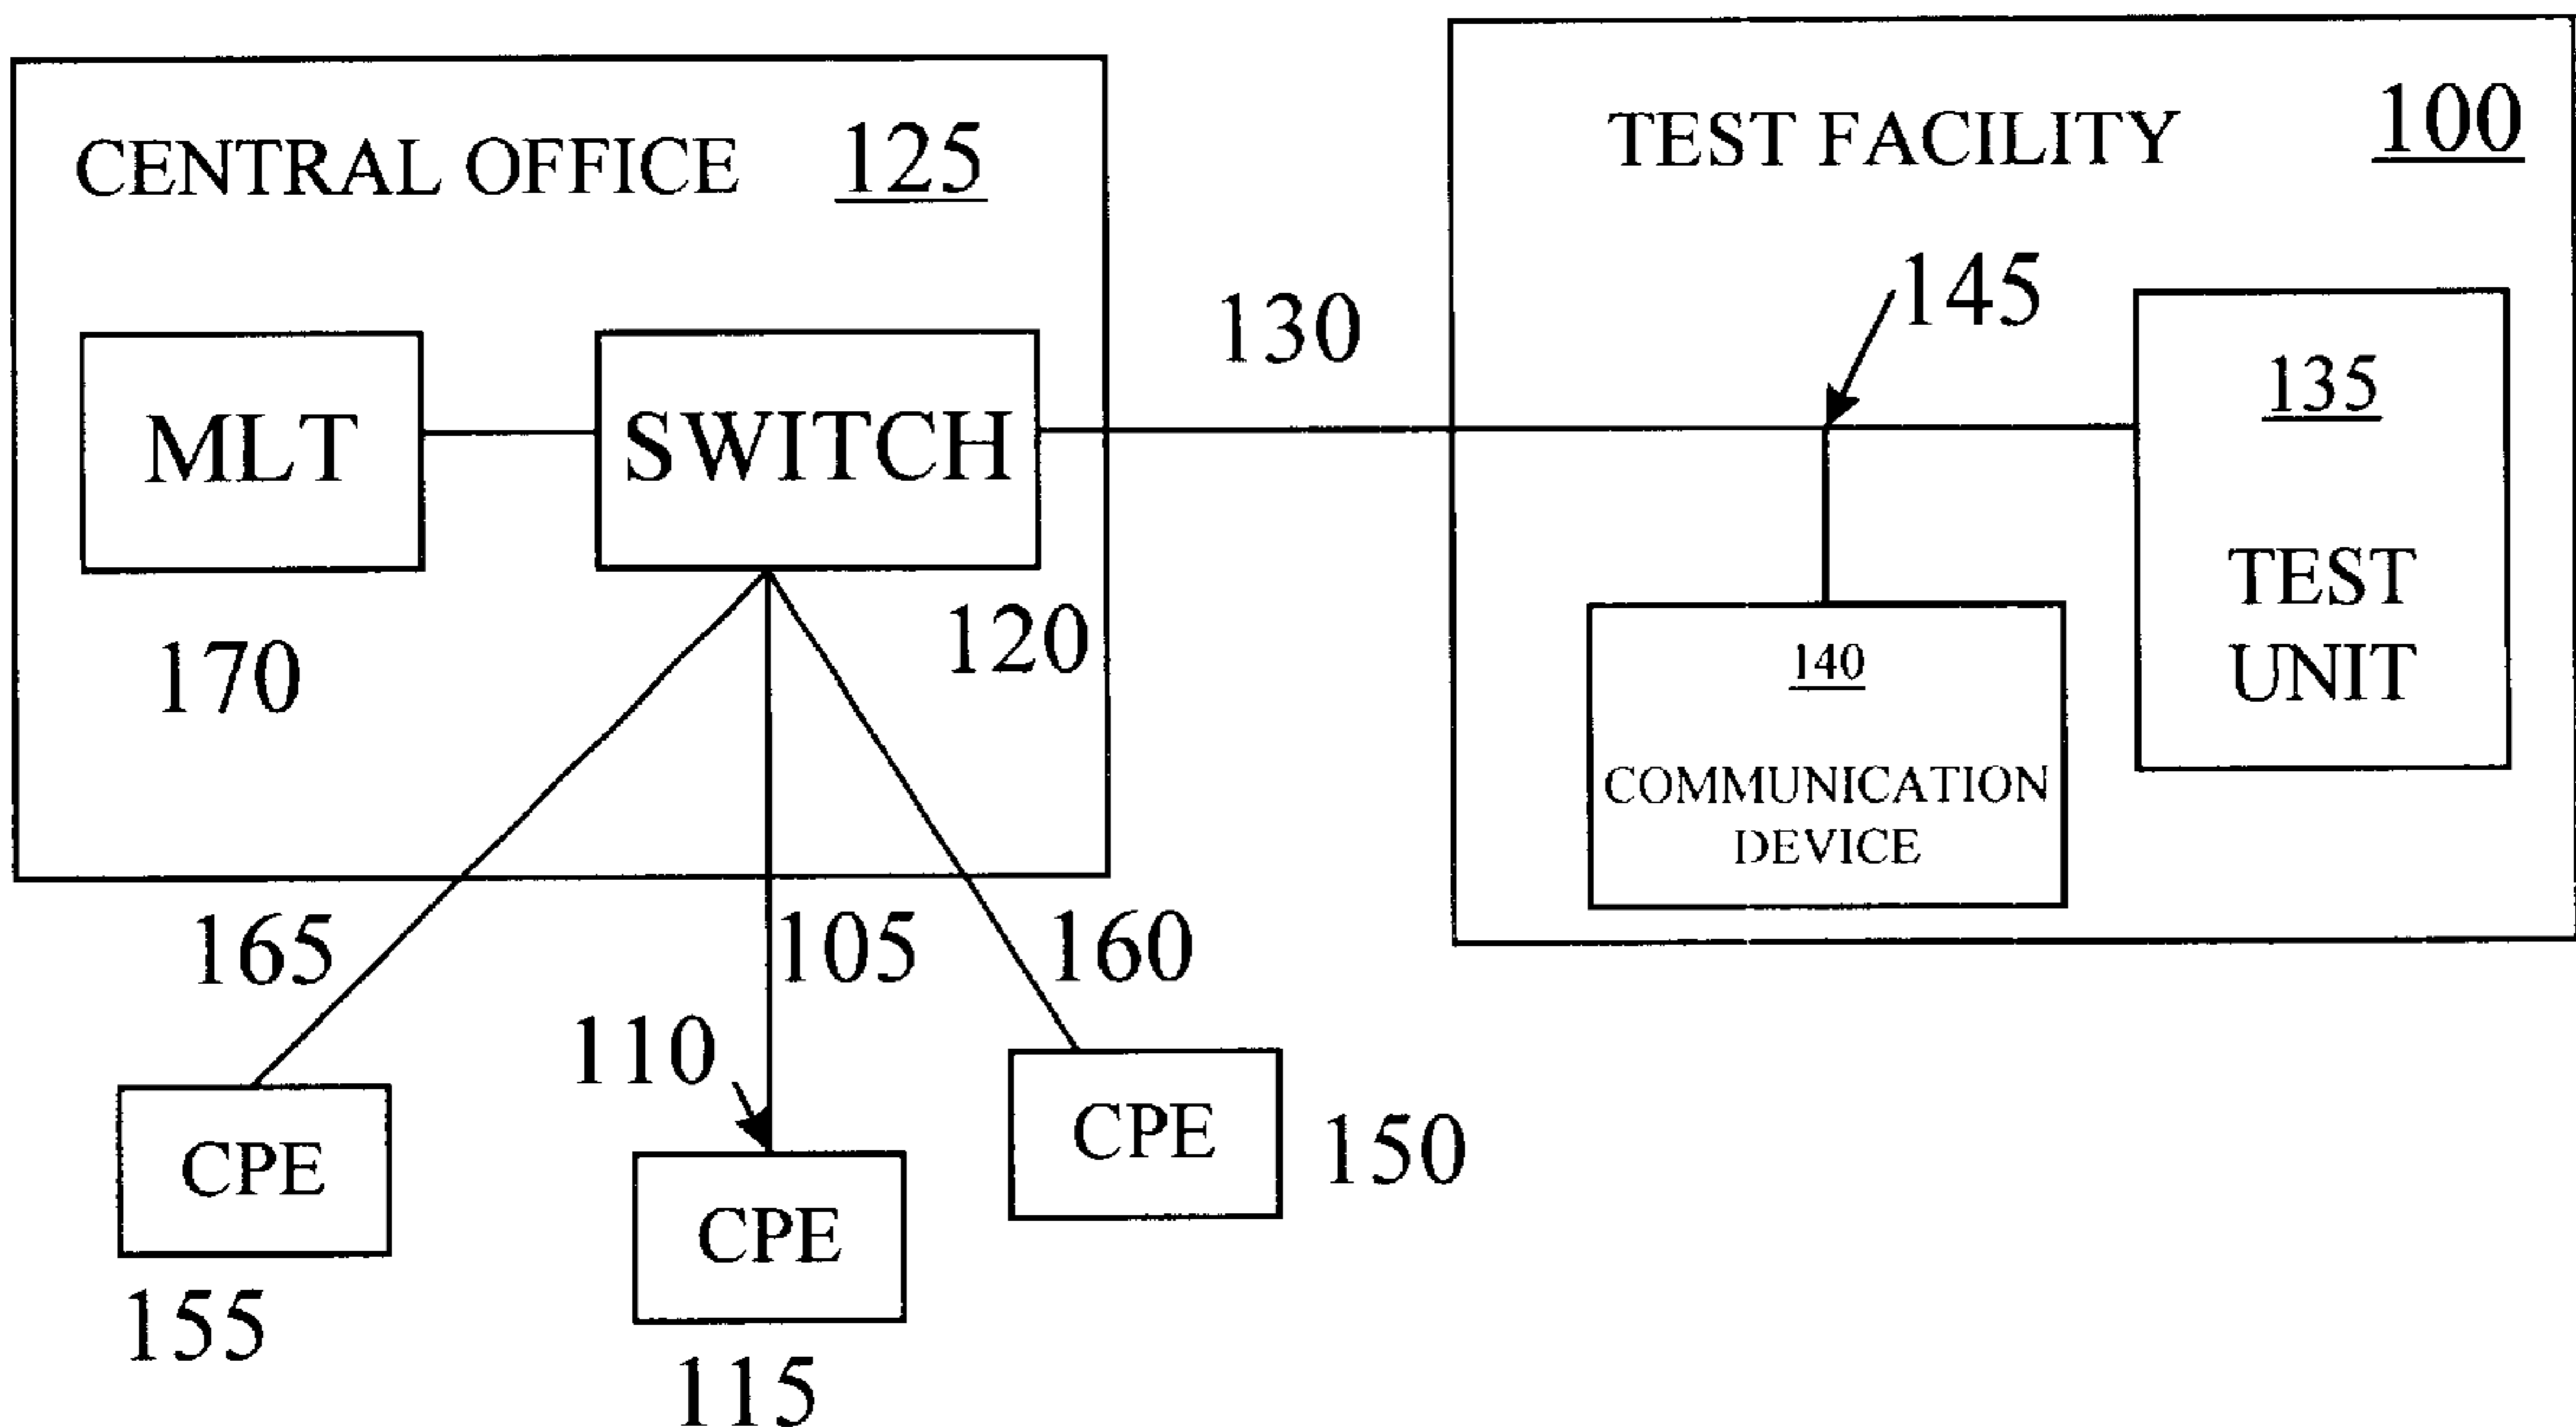 CENTRAL OFFICE 125
TEST FACILITY 100
145
130
135
TEST
UNIT
MLT
SWITCH
170
120
140
COMMUNICATION
DEVICE
165
105
160
110
CPE
155
CPE
115
CPE
150